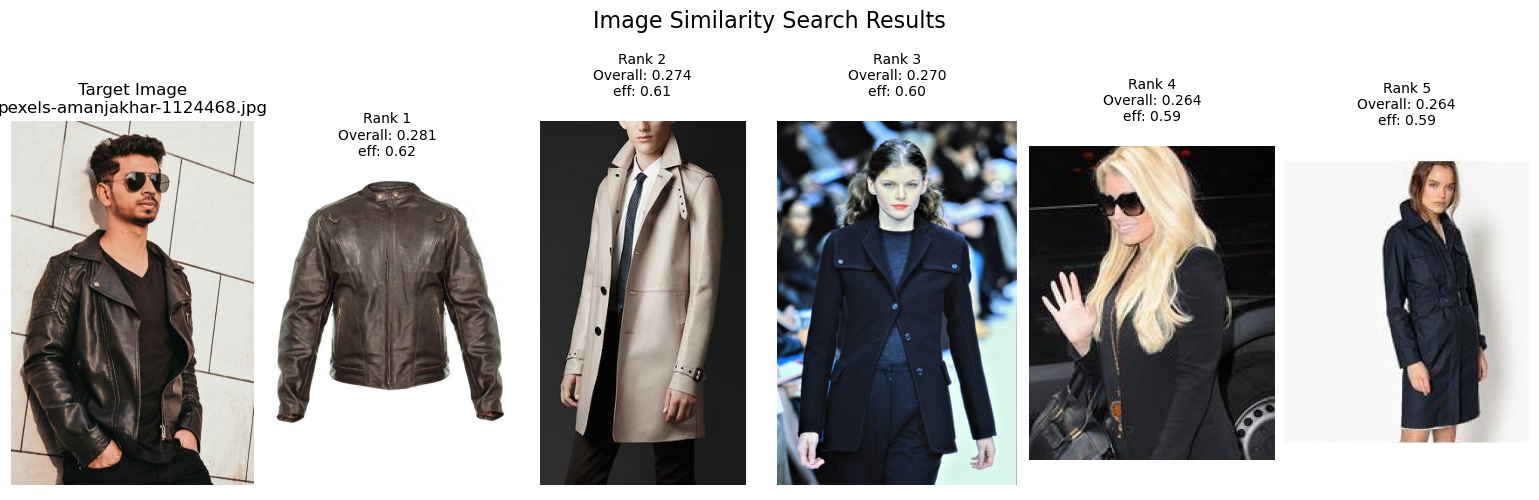 Image Similarity Search Results
Target Image
pexels-amanjakhar-1124468.jpg
Rank 1
Overall: 0.281
eff: 0.62
Rank 2
Overall: 0.274
eff: 0.61
Rank 3
Overall: 0.270
eff: 0.60
Rank 4
Overall: 0.264
eff: 0.59
Rank 5
Overall: 0.264
eff: 0.59